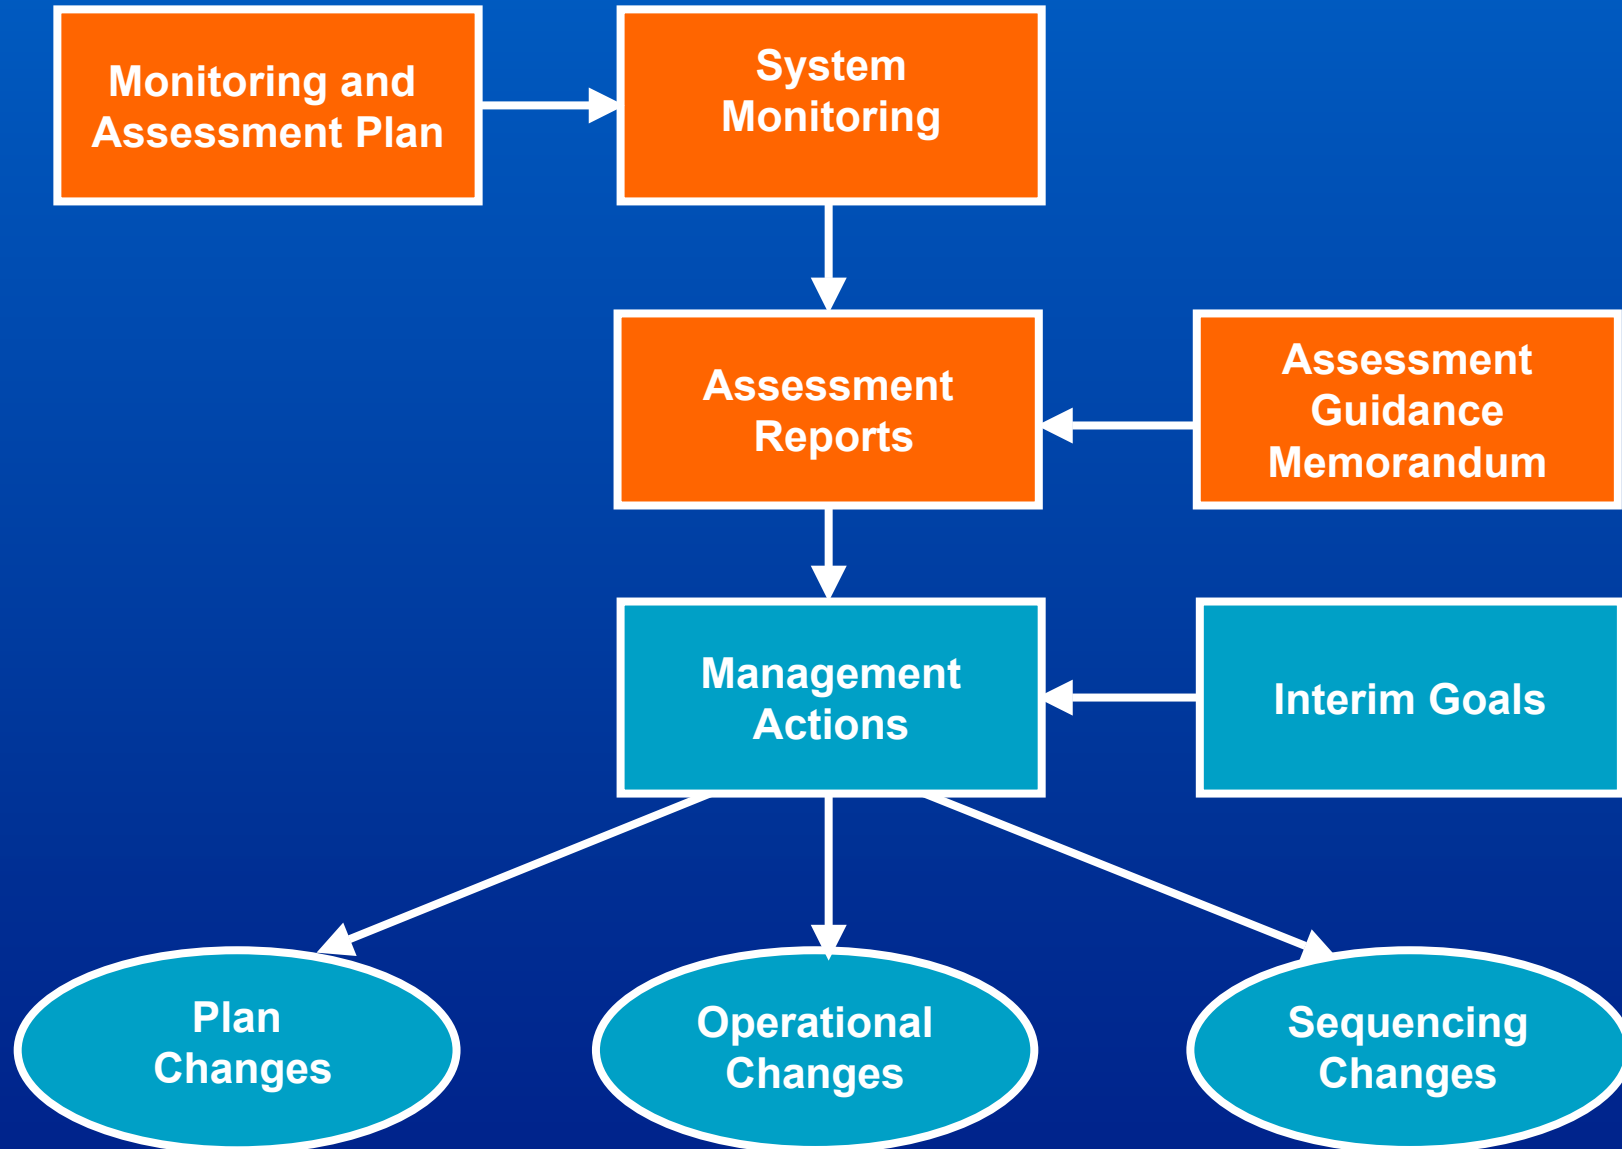 Monitoring and
Assessment Plan
System
Monitoring
Assessment
Reports
Assessment
Guidance
Memorandum
Management
Actions
Interim Goals
Plan
Changes
Operational
Changes
Sequencing
Changes